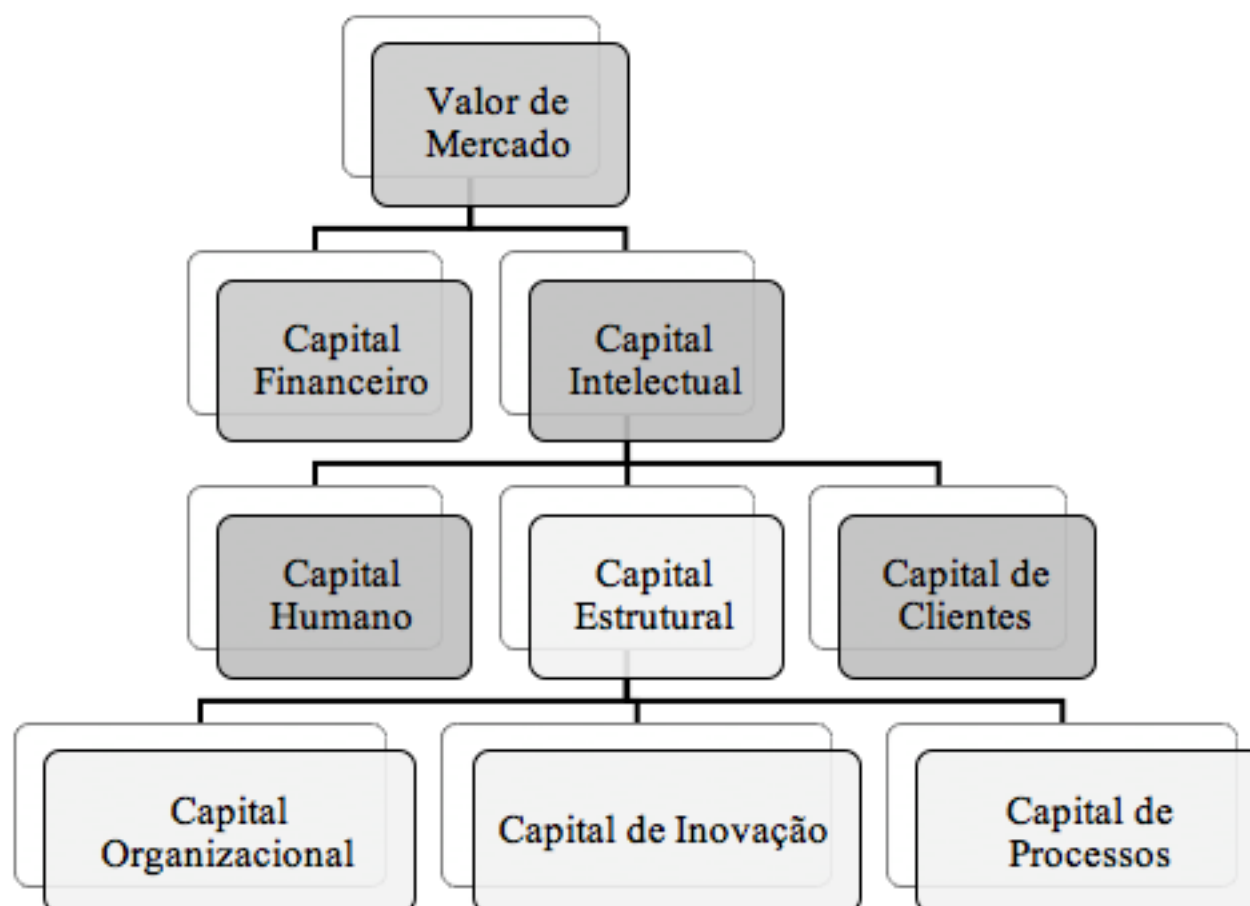 Valor de
Mercado
Capital
Financeiro
Capital
Intelectual
Capital
Humano
Capital
Estrutural
Capital de
Clientes
Capital
Organizacional
Capital de Inovação
Capital de
Processos